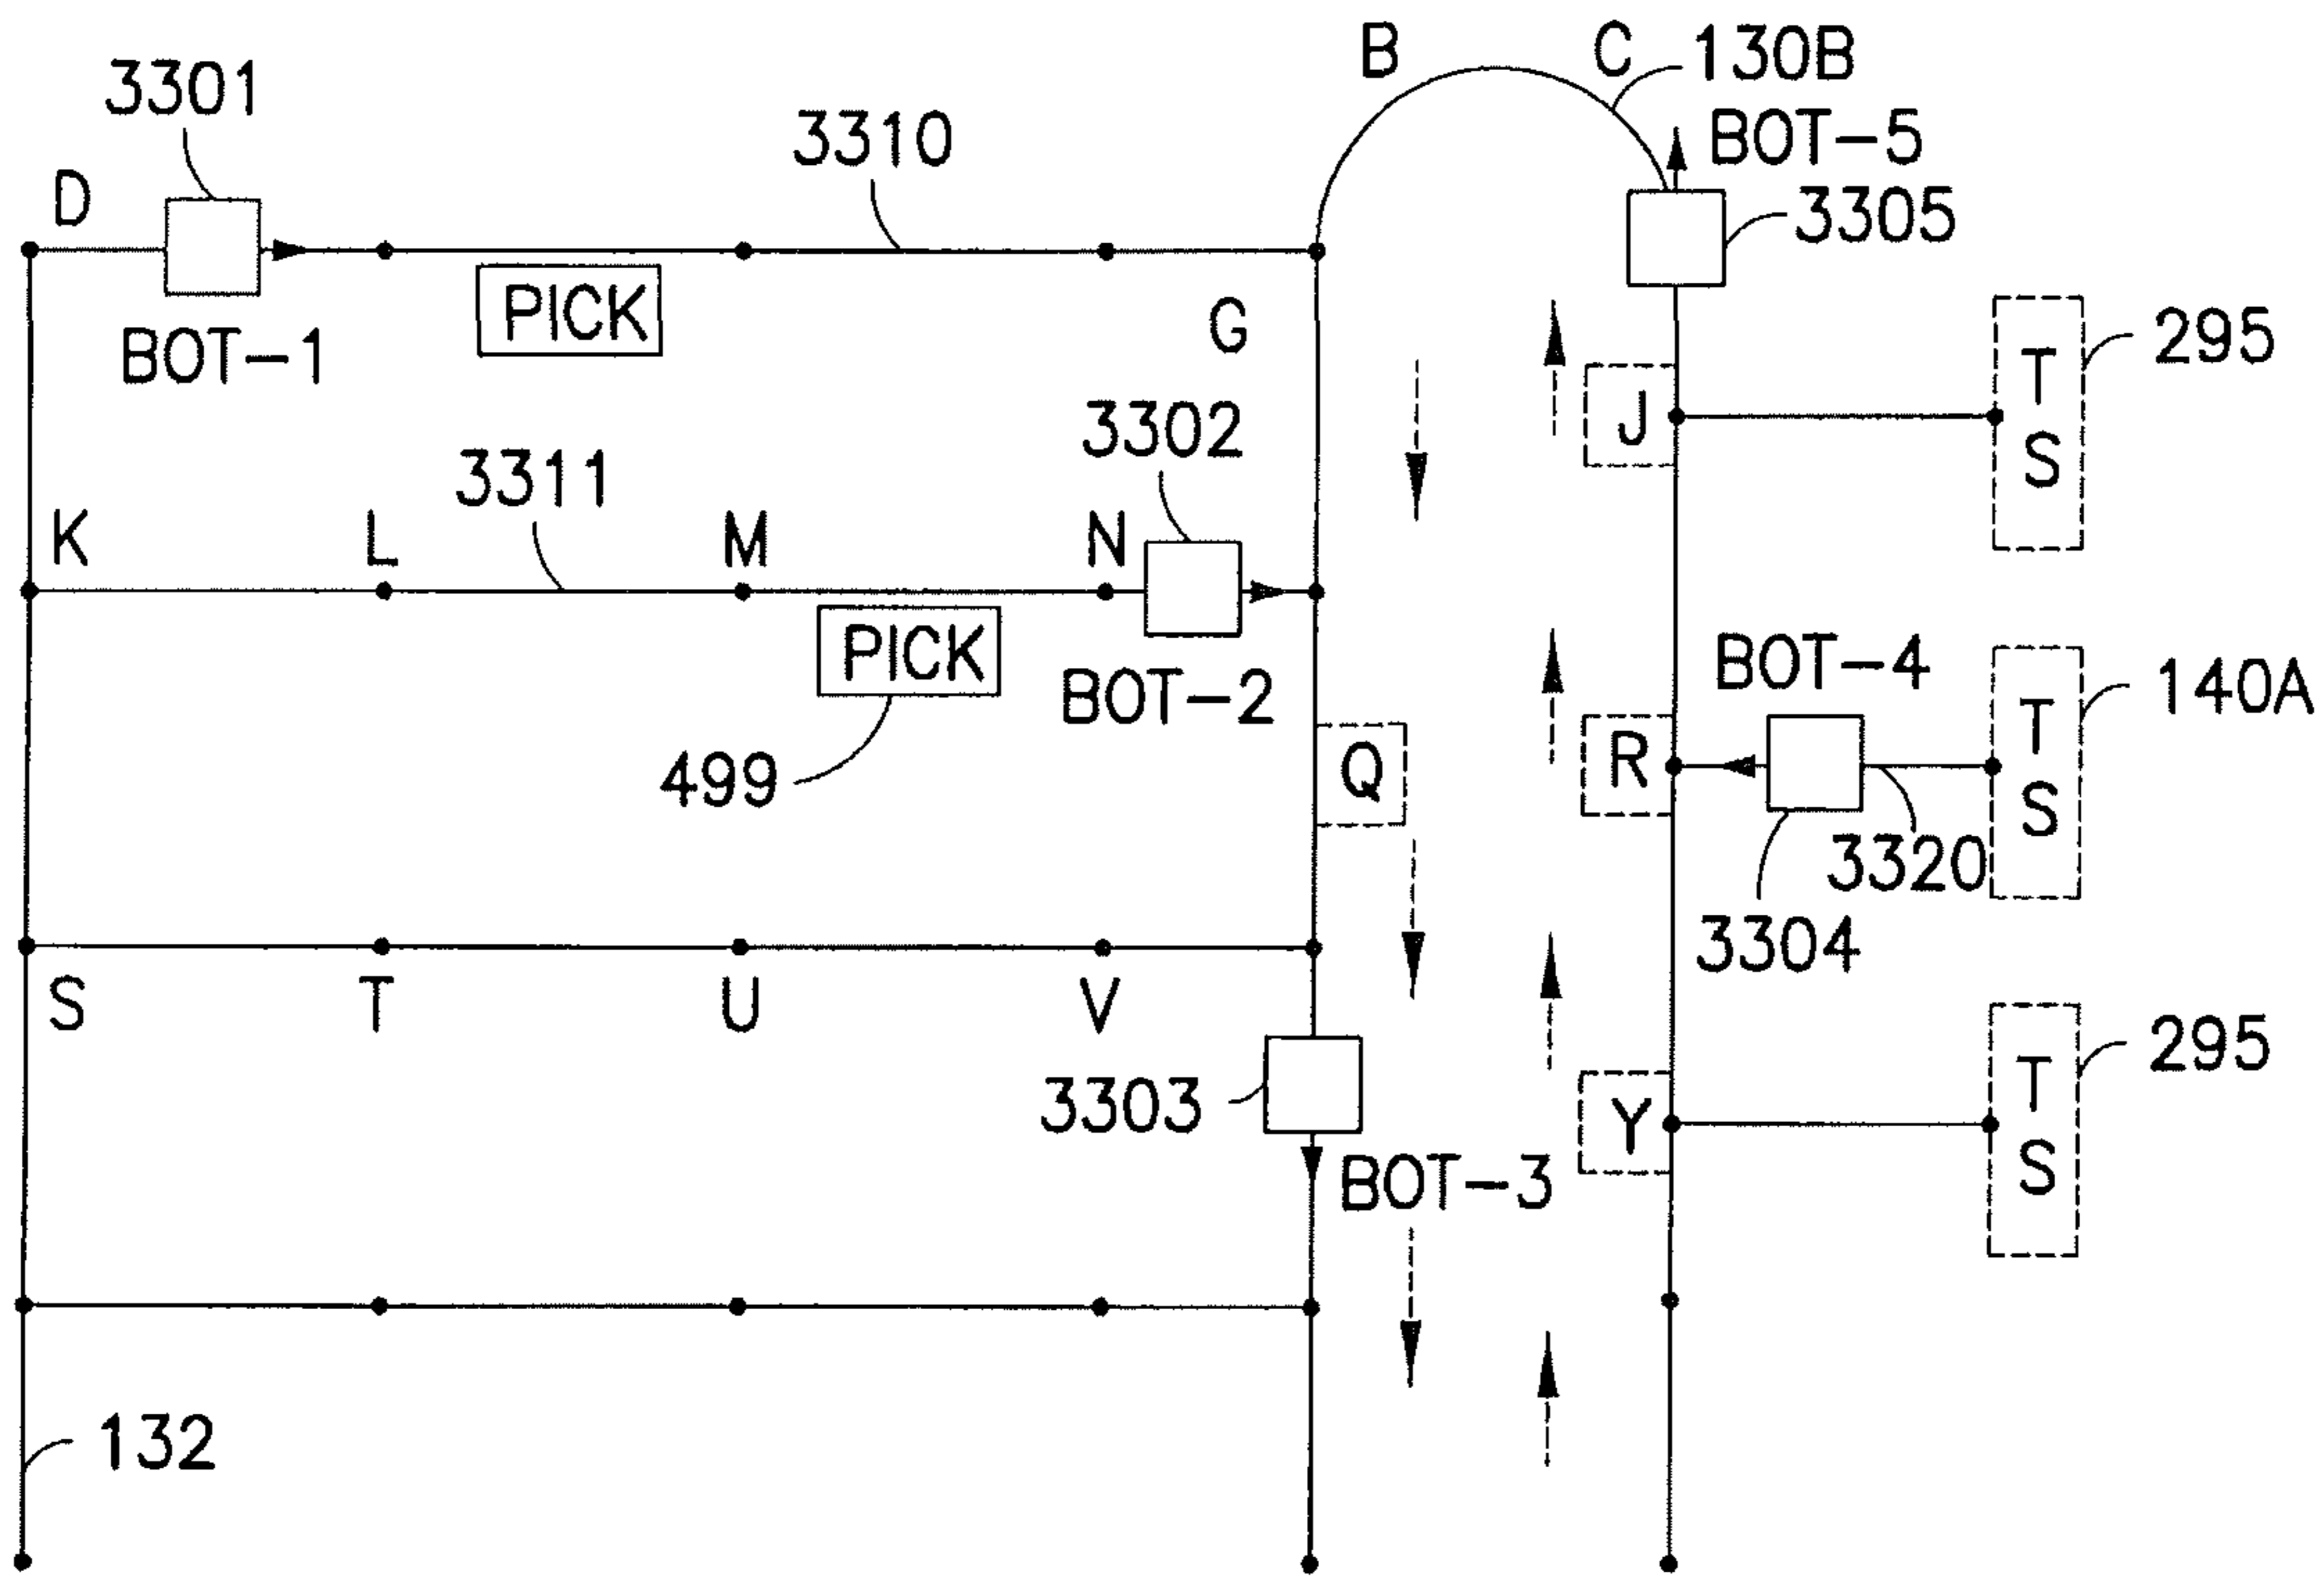 B
C
130B
3301
3310
BOT-5
D
3305
PICK
G
BOT-1
295
J
T
S
3302
3311
K
L
M
N
PICK
BOT-2
BOT-4
140A
499
Q
R
T
S
3320
3304
S
T
U
V
295
3303
Y
T
S
BOT-3
132